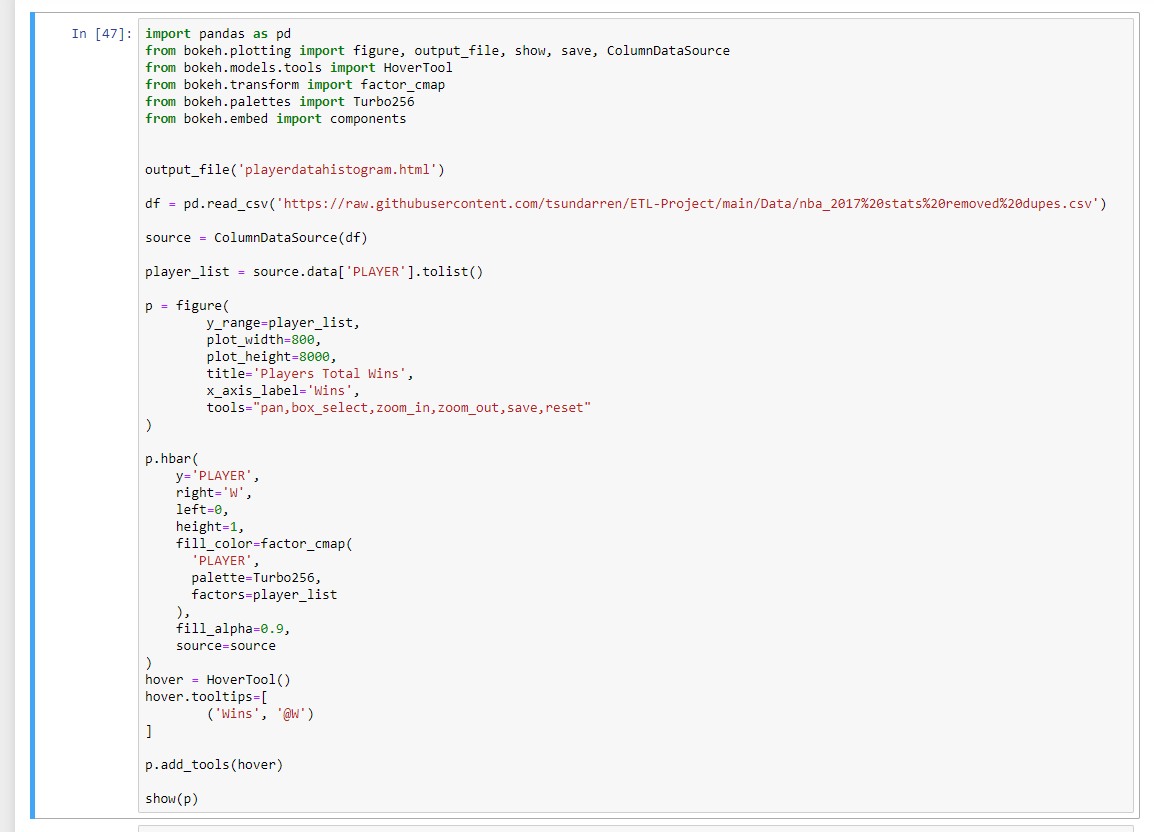 In [47]: import pandas as pd
from bokeh.plotting import figure, output_file, show, save, ColumnDataSource
from bokeh.models.tools import HoverTool
from bokeh.transform import factor_cmap
from bokeh.palettes import Turbo256
from bokeh.embed import components
output_file('playerdatahistogram.html')
df = pd.read_csv('https://raw.githubusercontent.com/tsundarren/ETL-Project/main/Data/nba_2017%20stats%20removed%20dupes.csv')
source = ColumnDataSource(df)
player_list = source.data['PLAYER'].tolist()
p = figure(
        y_range=player_list,
        plot_width=800,
        plot_height=8000,
        title='Players Total Wins',
        x_axis_label='Wins',
        tools="pan,box_select,zoom_in,zoom_out,save,reset"
)
p.hbar(
    y='PLAYER',
    right='W',
    left=0,
    height=1,
    fill_color=factor_cmap(
      'PLAYER',
      palette=Turbo256,
      factors=player_list
    ),
    fill_alpha=0.9,
    source=source
)
hover = HoverTool()
hover.tooltips=[
        ('Wins', '@W')
]
p.add_tools(hover)
show(p)